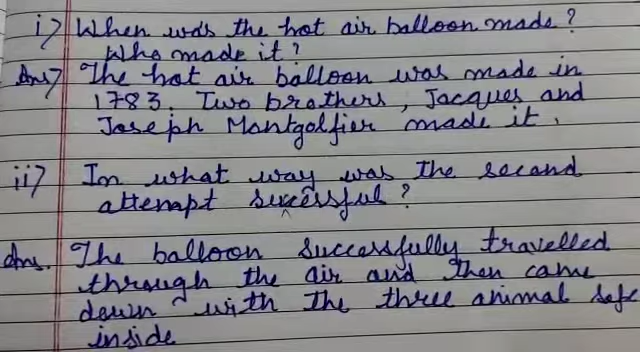 i) When was the hot air balloon made?
Who made it?
Ans) The hot air balloon was made in
1783. Two brothers, Jacques and
Joseph Montgolfier made it.
ii) In what way was the second
attempt successful?
Ans. The balloon successfully travelled
through the air and then came
down with the three animal safe
inside